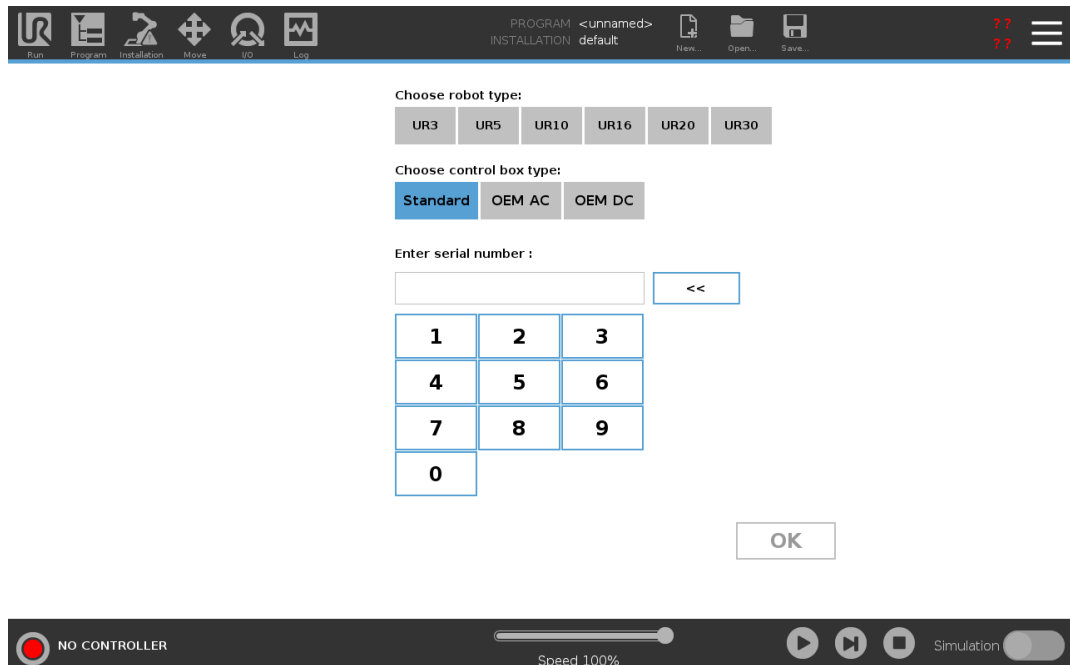 UR
PROGRAM <unnamed>
INSTALLATION default
Run Program Installation Move I/O Log New... Open... Save...
? ?
? ?
Choose robot type:
UR3 UR5 UR10 UR16 UR20 UR30
Choose control box type:
Standard OEM AC OEM DC
Enter serial number :
<<
1 2 3
4 5 6
7 8 9
0
OK
NO CONTROLLER
Speed 100%
Simulation